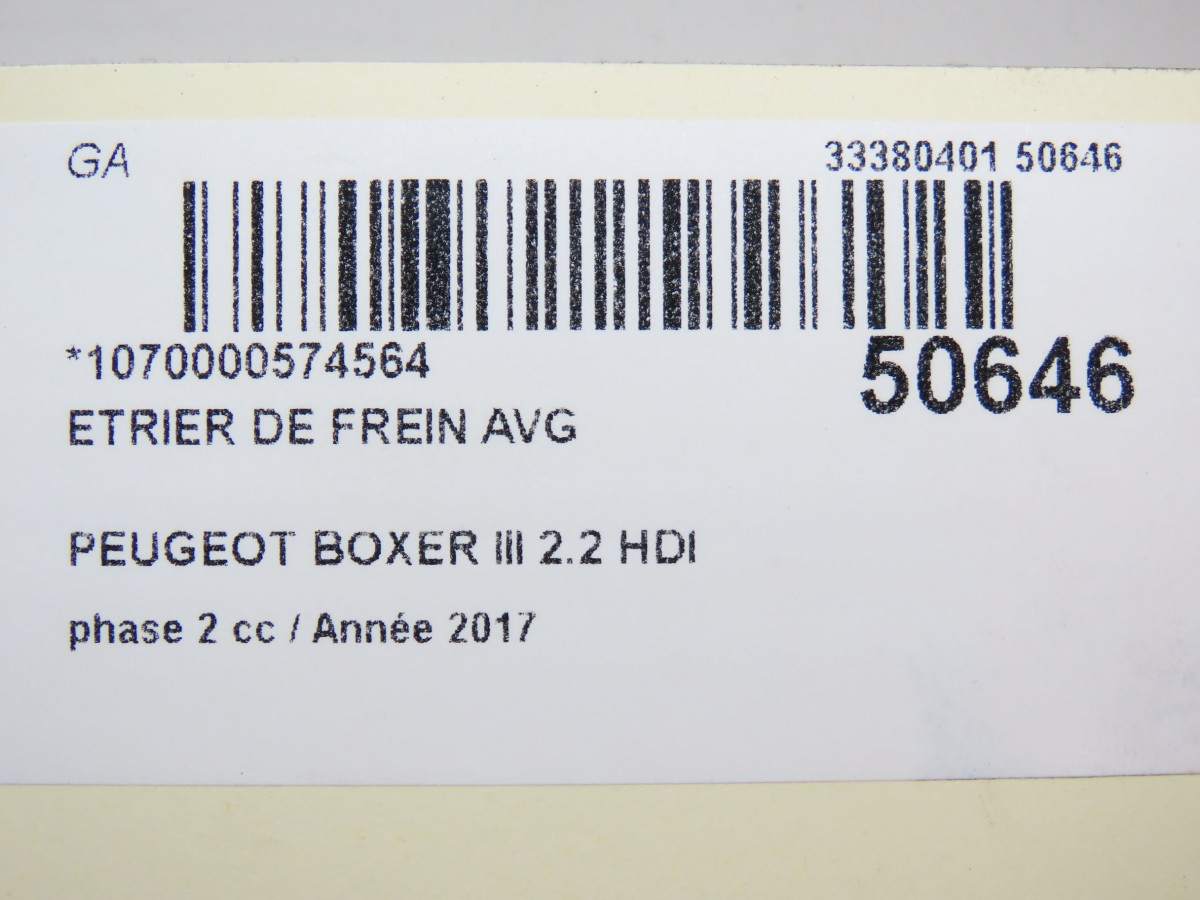 GA 33380401 50646
*1070000574564 50646
ETRIER DE FREIN AVG
PEUGEOT BOXER III 2.2 HDI
phase 2 cc / Année 2017